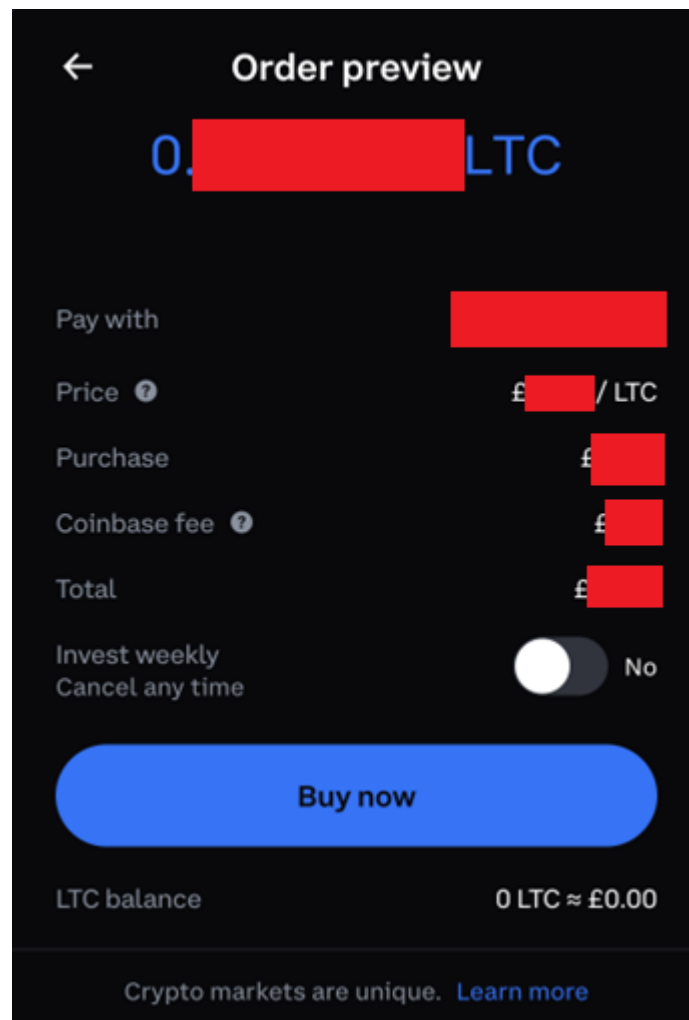 ←
Order preview
0. LTC
Pay with
Price ? £ / LTC
Purchase £
Coinbase fee ? £
Total £
Invest weekly
Cancel any time No
Buy now
LTC balance 0 LTC ≈ £0.00
Crypto markets are unique. Learn more